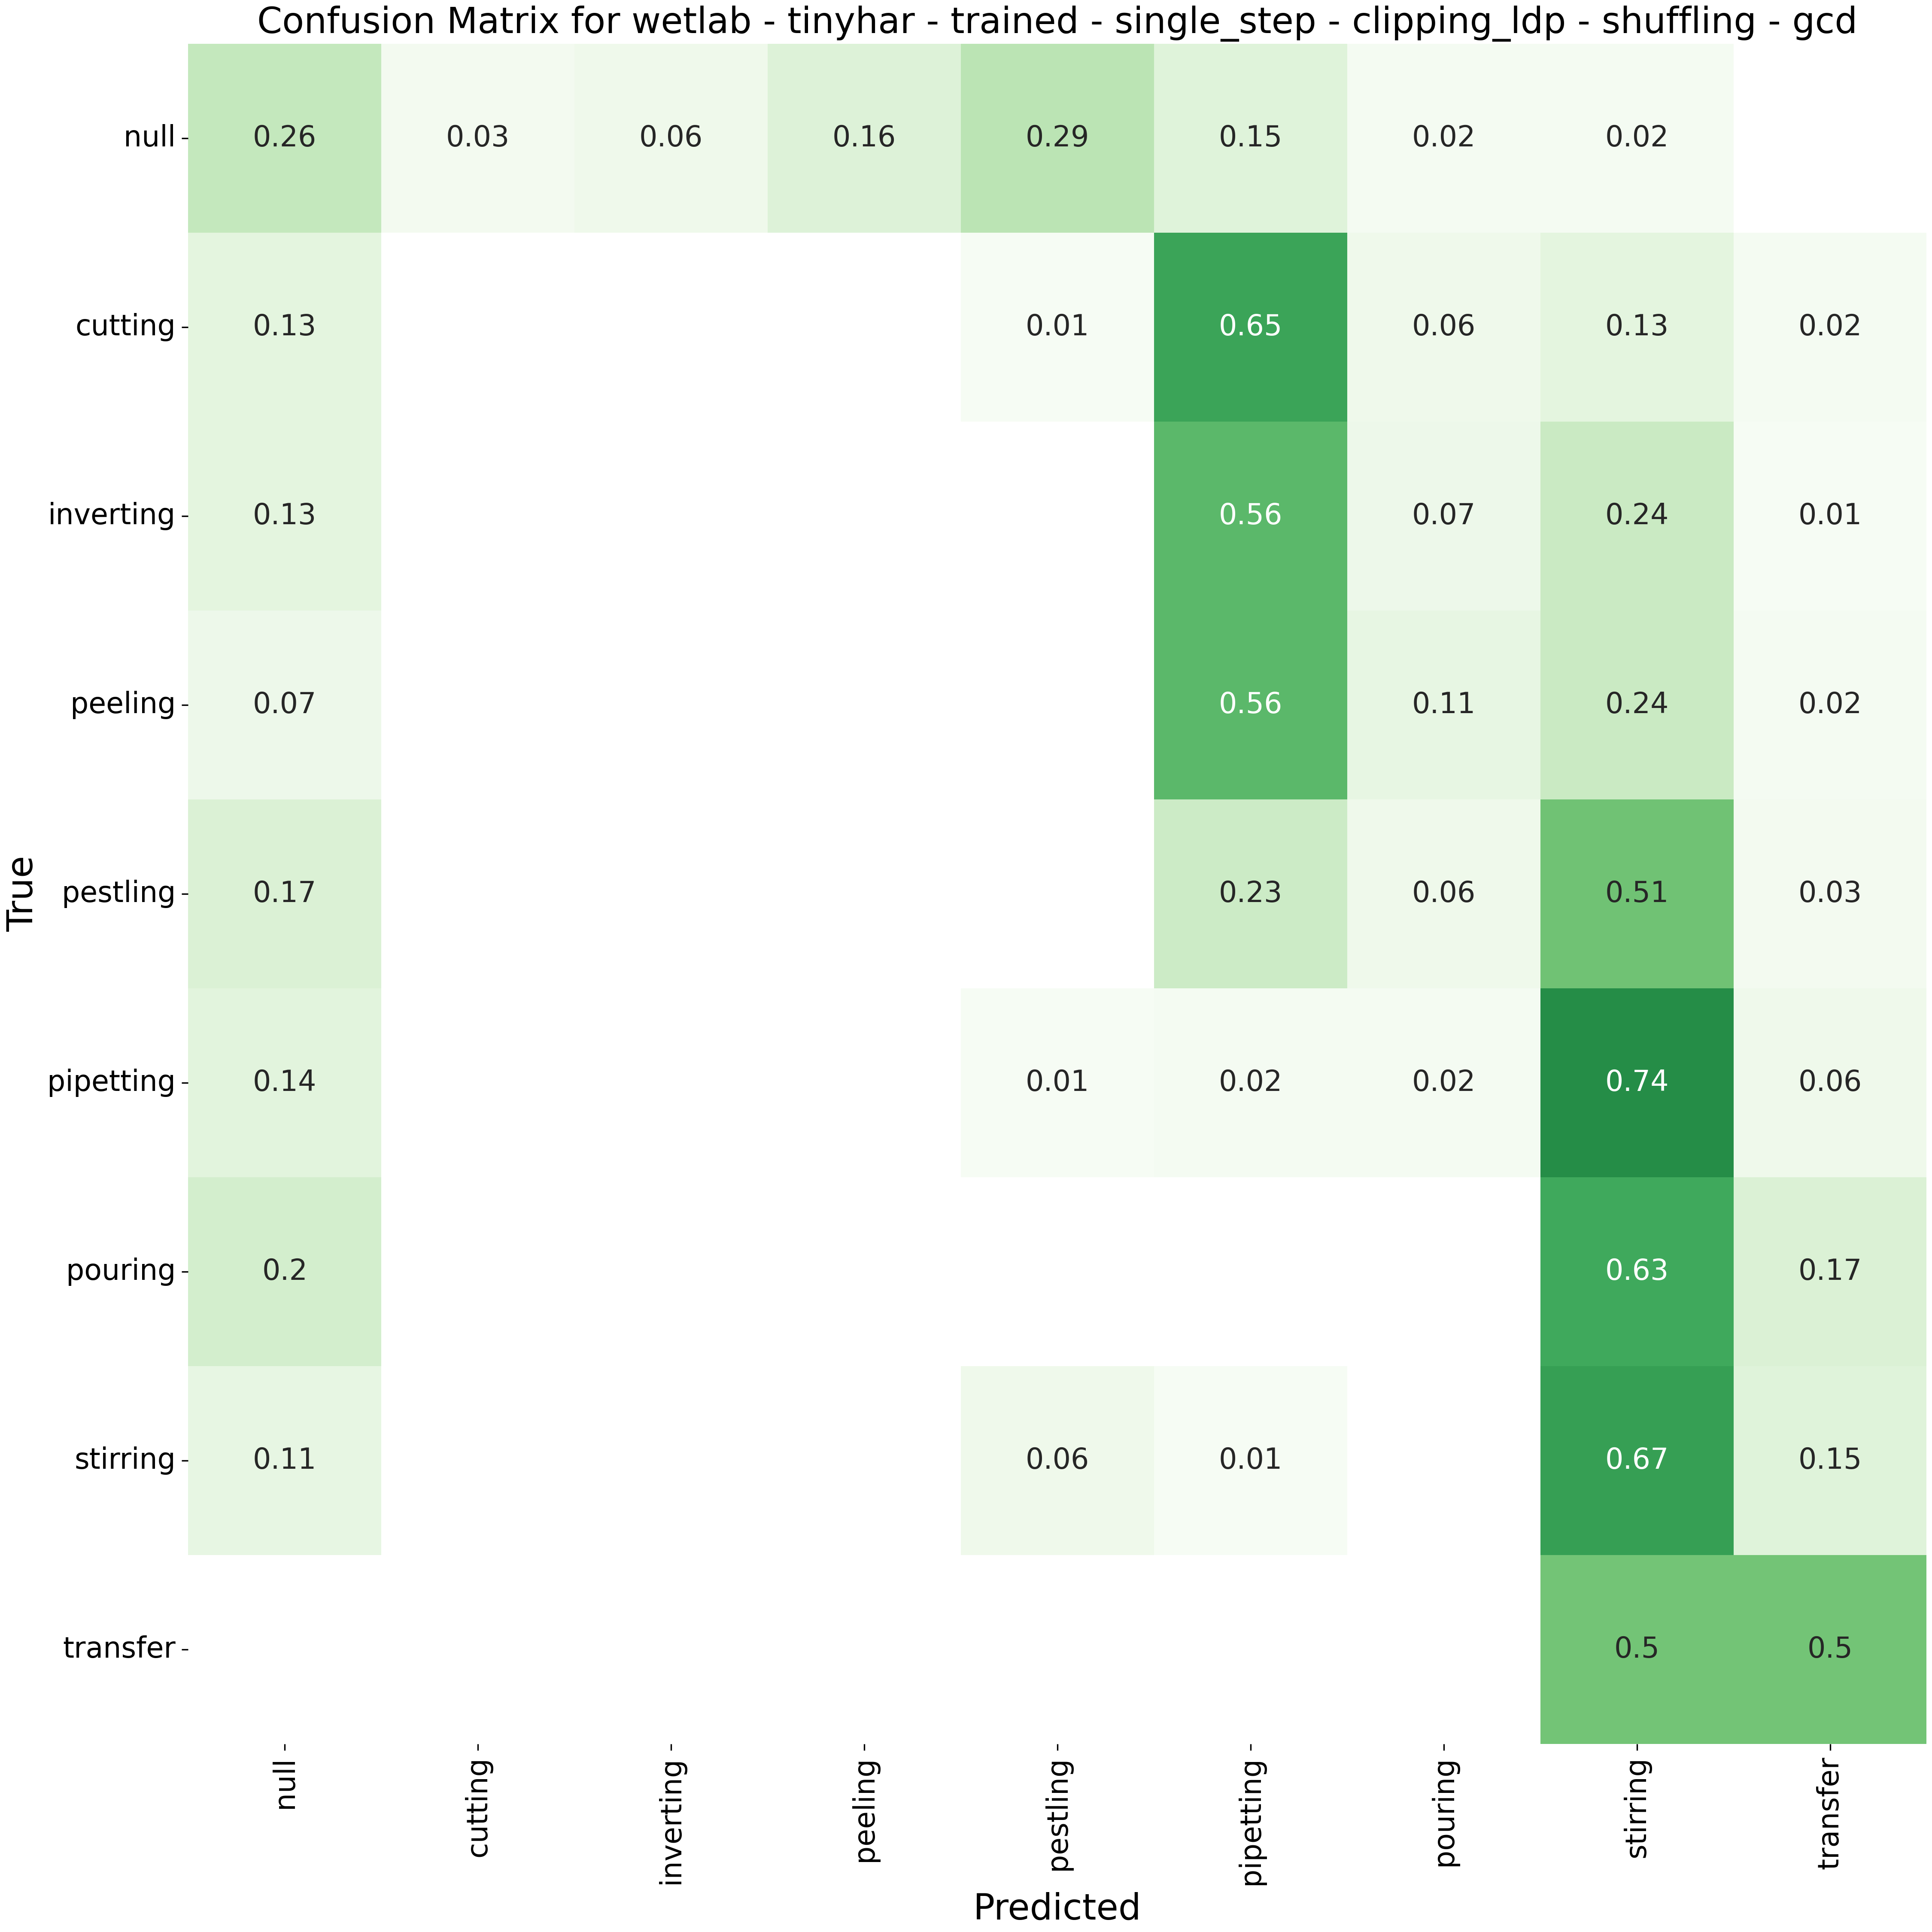 Confusion Matrix for wetlab - tinyhar - trained - single_step - clipping_ldp - shuffling - gcd
null 0.26 0.03 0.06 0.16 0.29 0.15 0.02 0.02
cutting 0.13 0.01 0.65 0.06 0.13 0.02
inverting 0.13 0.56 0.07 0.24 0.01
peeling 0.07 0.56 0.11 0.24 0.02
pestling 0.17 0.23 0.06 0.51 0.03
pipetting 0.14 0.01 0.02 0.02 0.74 0.06
pouring 0.2 0.63 0.17
stirring 0.11 0.06 0.01 0.67 0.15
transfer 0.5 0.5
True
null cutting inverting peeling pestling pipetting pouring stirring transfer
Predicted